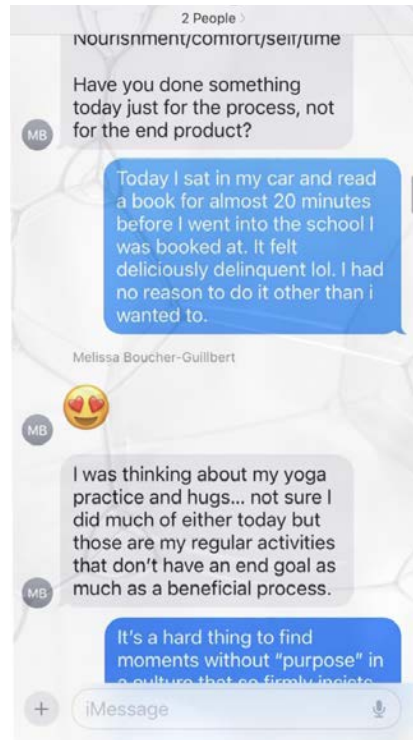 2 People
Nourishment/comfort/self/time
Have you done something
today just for the process, not
for the end product?
MB
Today I sat in my car and read
a book for almost 20 minutes
before I went into the school I
was booked at. It felt
deliciously delinquent lol. I had
no reason to do it other than i
wanted to.
Melissa Boucher-Guilbert
MB
I was thinking about my yoga
practice and hugs... not sure I
did much of either today but
those are my regular activities
that don’t have an end goal as
much as a beneficial process.
MB
It’s a hard thing to find
moments without “purpose” in
a culture that so firmly insists
iMessage